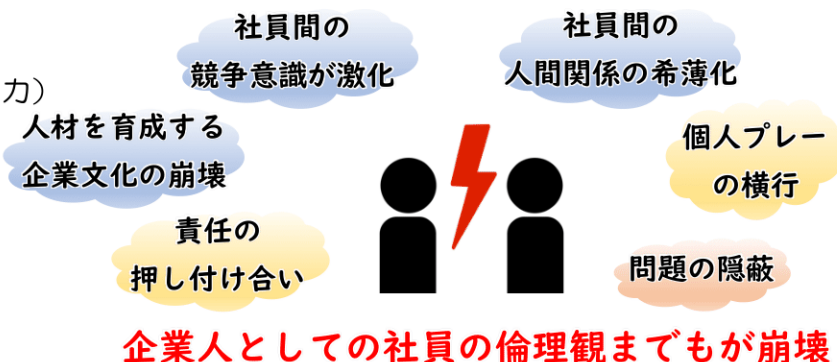 社員間の
競争意識が激化
社員間の
人間関係の希薄化
力）
人材を育成する
企業文化の崩壊
個人プレー
の横行
責任の
押し付け合い
問題の隠蔽
企業人としての社員の倫理観までもが崩壊